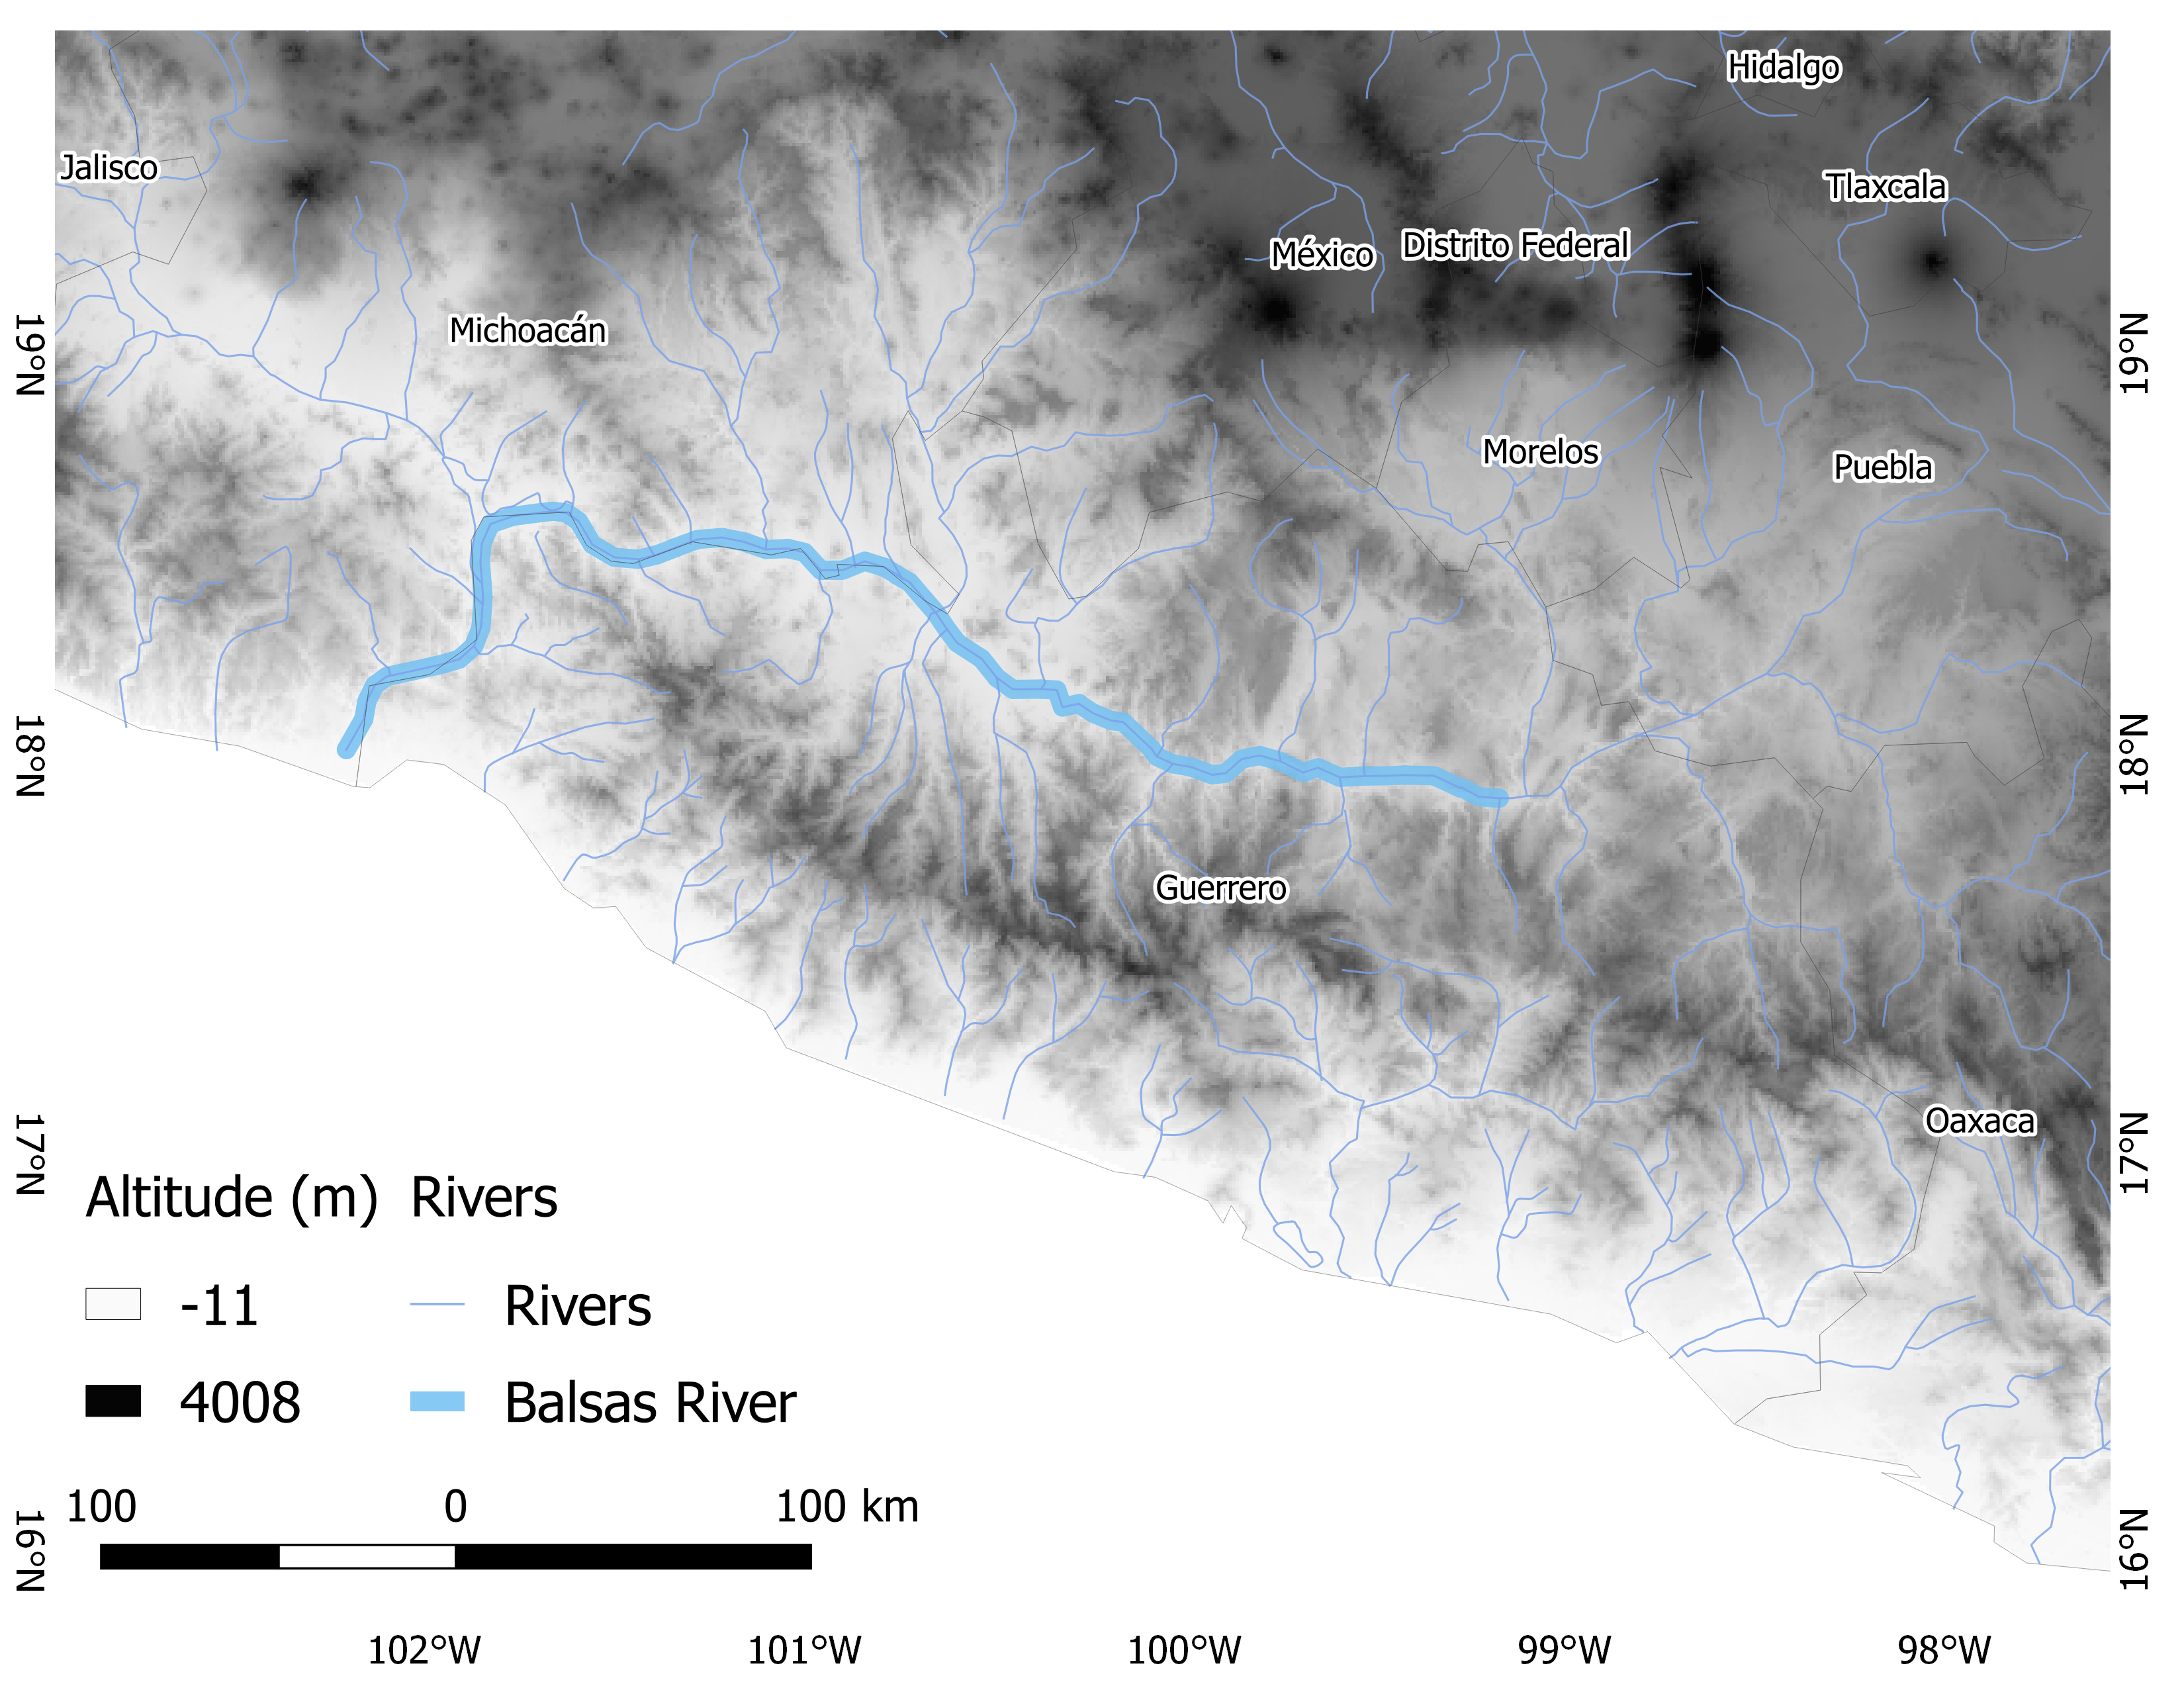 Hidalgo
Jalisco
Tlaxcala
México
Distrito Federal
Michoacán
19°N
19°N
Morelos
Puebla
18°N
18°N
Guerrero
17°N
17°N
Oaxaca
Altitude (m)
Rivers
-11
Rivers
4008
Balsas River
100 0 100 km
16°N
16°N
102°W 101°W 100°W 99°W 98°W